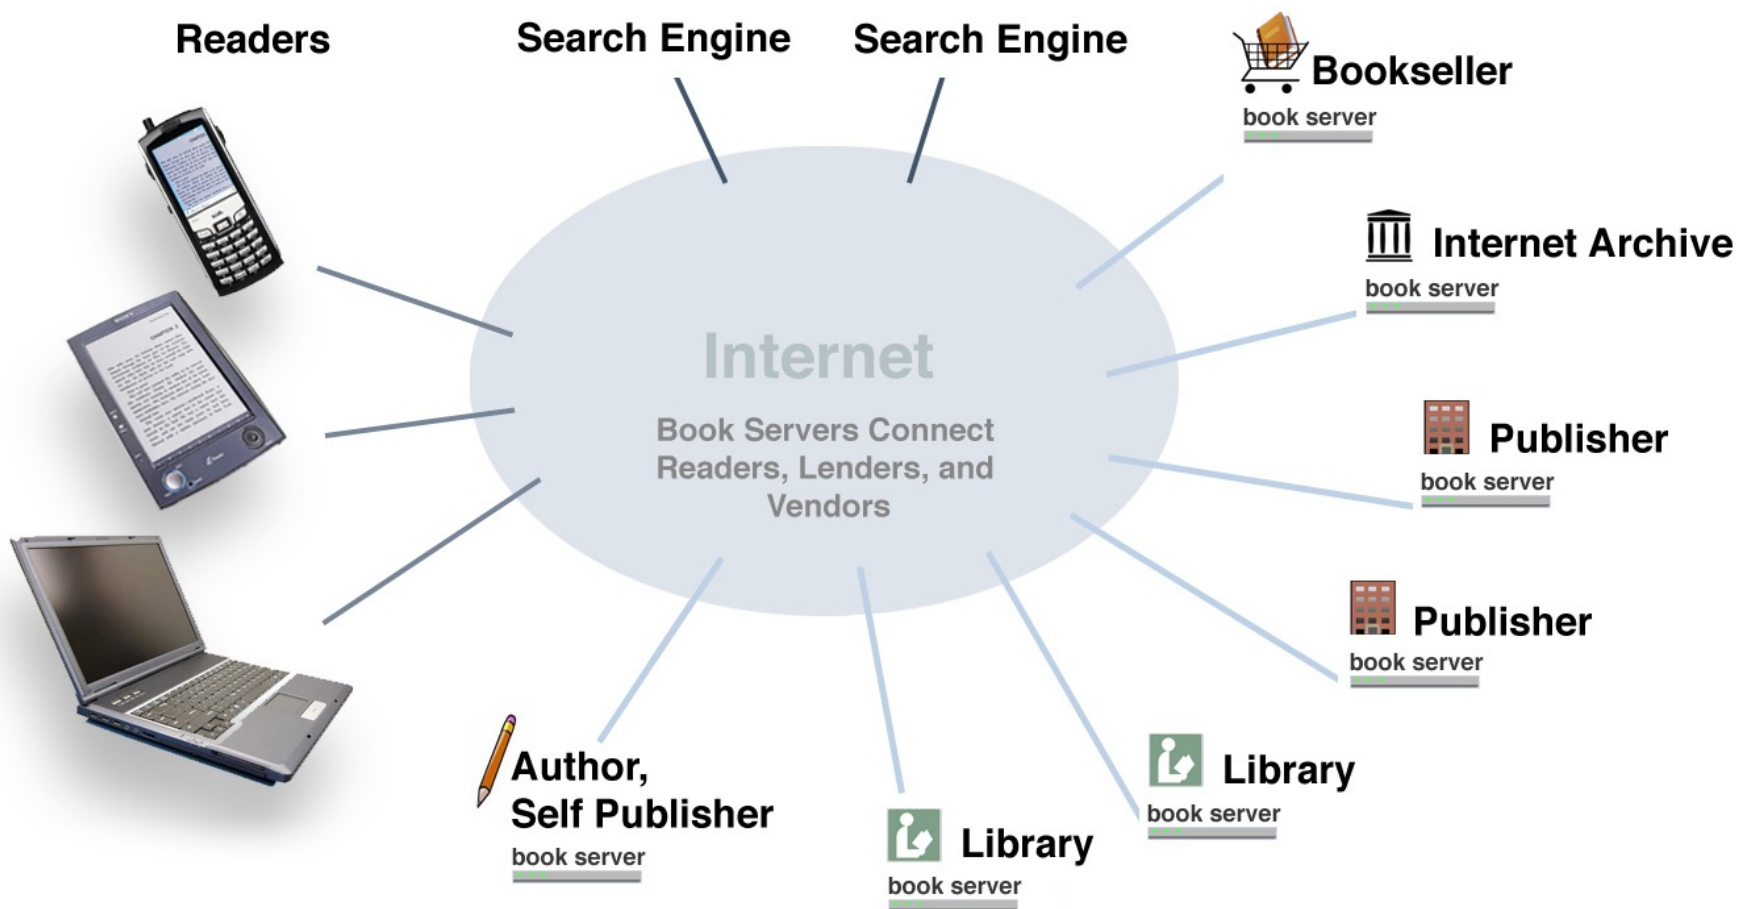 Readers
Search Engine
Search Engine
Bookseller
book server
Internet Archive
book server
Internet
Book Servers Connect
Readers, Lenders, and
Vendors
Publisher
book server
Publisher
book server
Library
book server
Author,
Self Publisher
book server
Library
book server